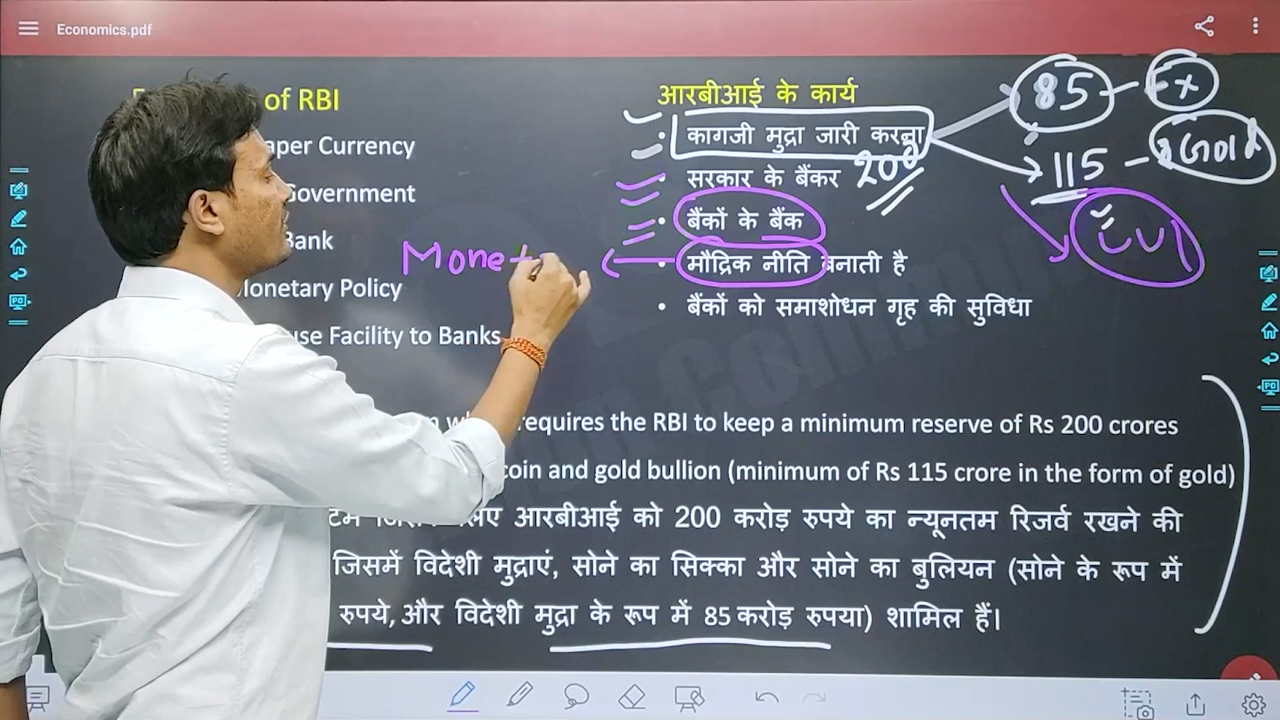 Economics.pdf
of RBI
aper Currency
Government
Bank
onetary Policy
use Facility to Banks
Monet
आरबीआई के कार्य
• कागजी मुद्रा जारी करना
• सरकार के बैंकर
• बैंकों के बैंक
• मौद्रिक नीति बनाती है
• बैंकों को समाशोधन गृह की सुविधा
200
85 - Ex
115 - Gold
requires the RBI to keep a minimum reserve of Rs 200 crores
coin and gold bullion (minimum of Rs 115 crore in the form of gold)
आरबीआई को 200 करोड़ रुपये का न्यूनतम रिजर्व रखने की
जिसमें विदेशी मुद्राएं, सोने का सिक्का और सोने का बुलियन (सोने के रूप में
रुपये, और विदेशी मुद्रा के रूप में 85 करोड़ रुपया) शामिल हैं।